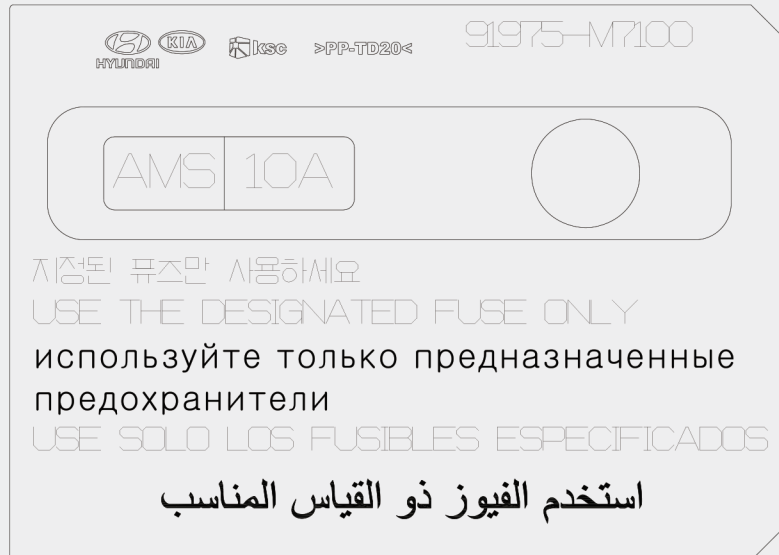 HYUNDAI KIA ksc >PP-TD20< 91975-M7100
AMS 10A
지정된 퓨즈만 사용하세요
USE THE DESIGNATED FUSE ONLY
используйте только предназначенные
предохранители
USE SOLO LOS FUSIBLES ESPECIFICADOS
استخدم الفيوز ذو القياس المناسب